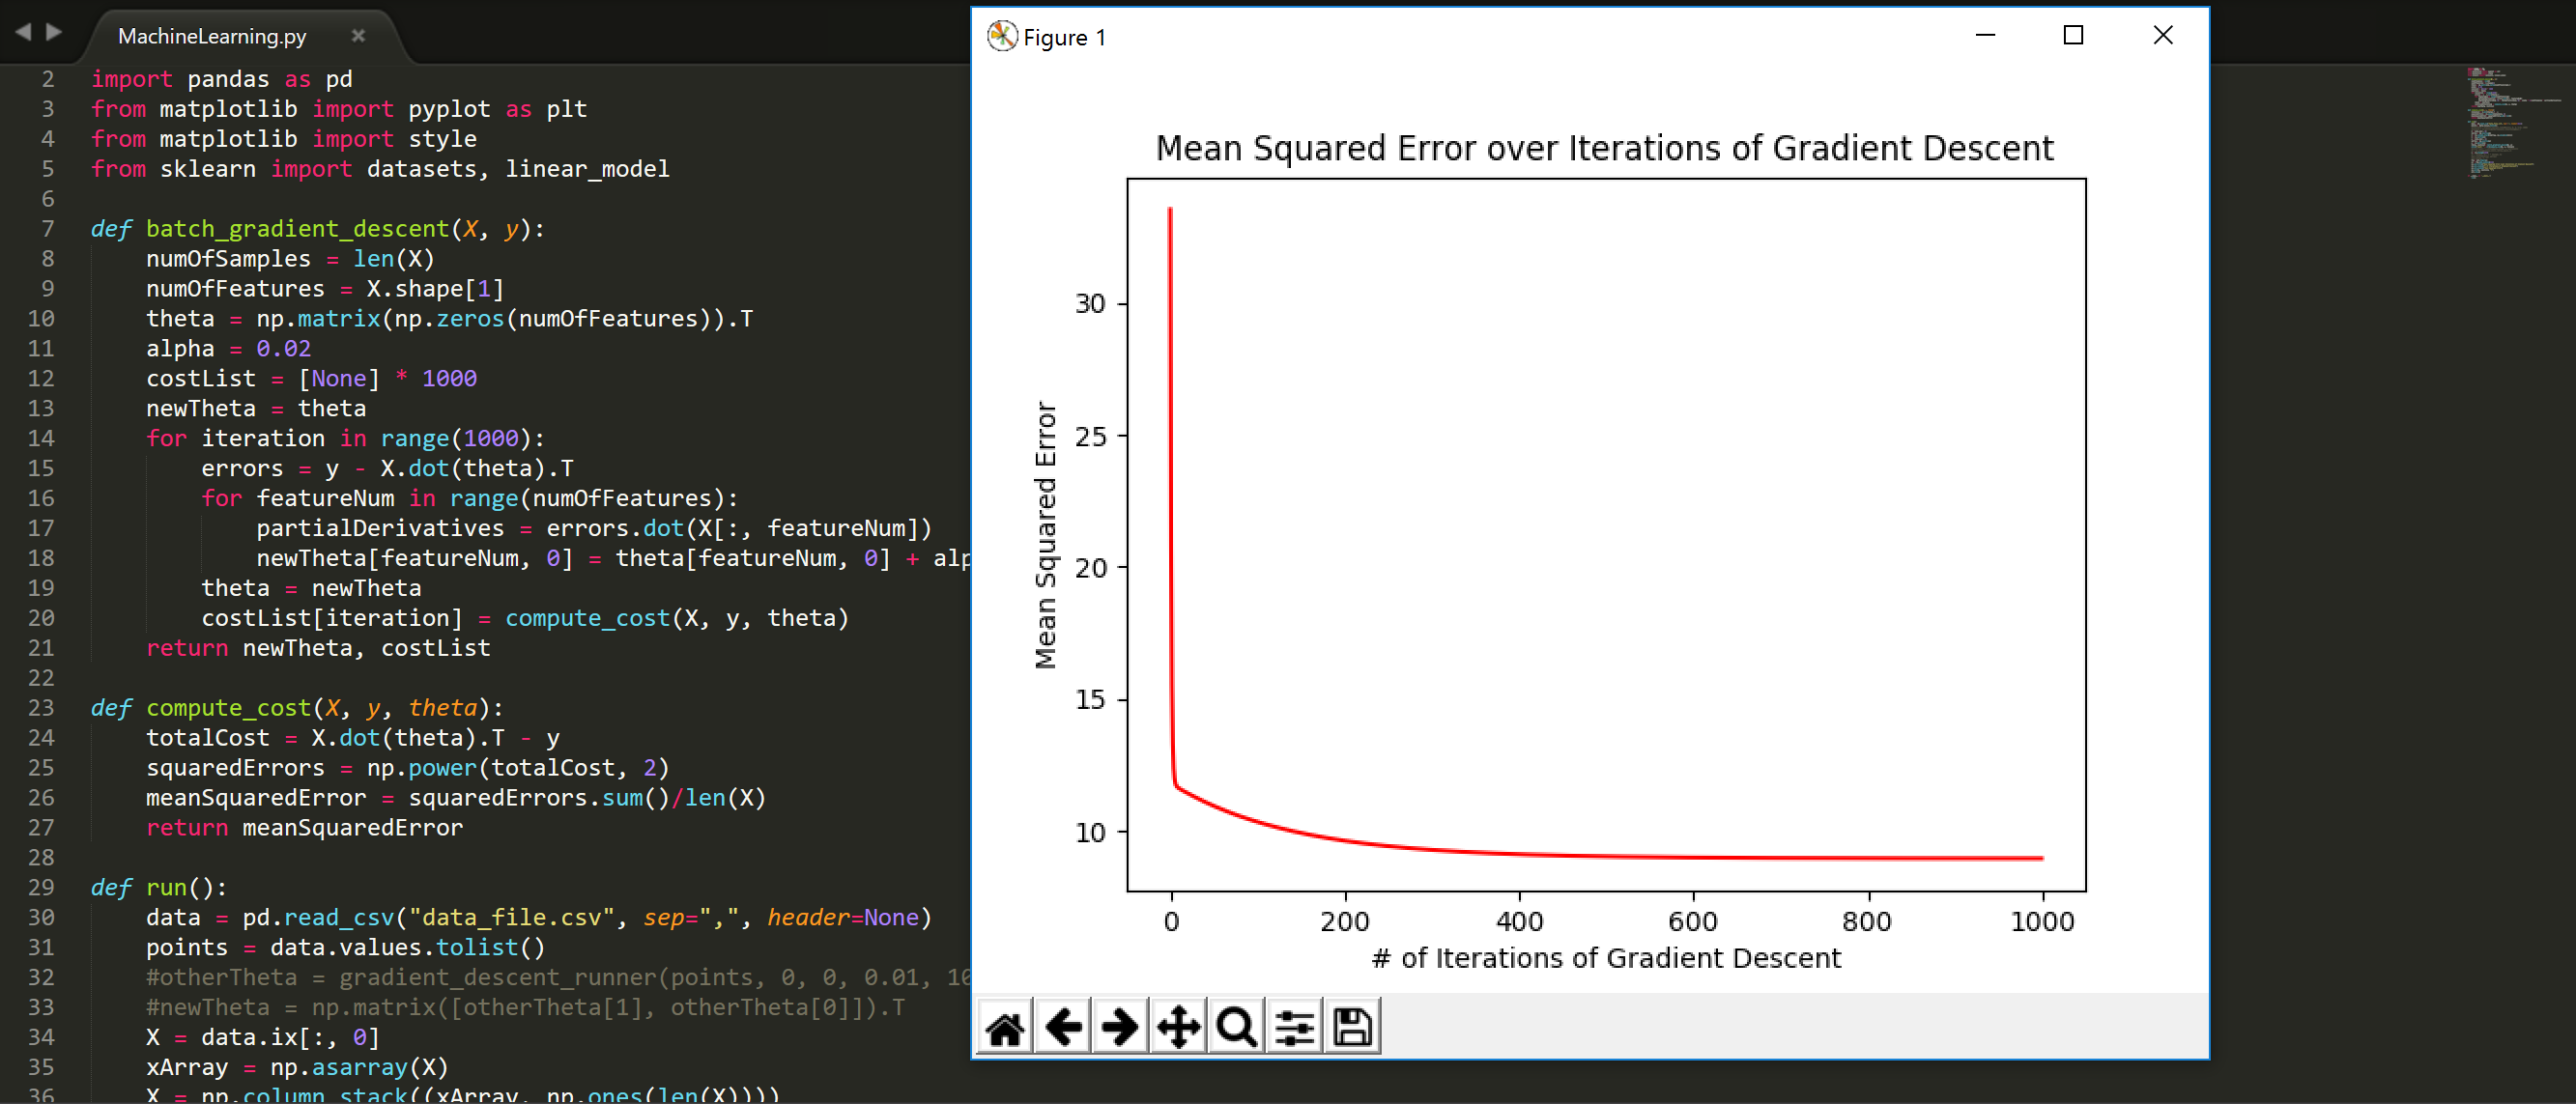 MachineLearning.py ×
2 import pandas as pd
3 from matplotlib import pyplot as plt
4 from matplotlib import style
5 from sklearn import datasets, linear_model
6
7 def batch_gradient_descent(X, y):
8 numOfSamples = len(X)
9 numOfFeatures = X.shape[1]
10 theta = np.matrix(np.zeros(numOfFeatures)).T
11 alpha = 0.02
12 costList = [None] * 1000
13 newTheta = theta
14 for iteration in range(1000):
15 errors = y - X.dot(theta).T
16 for featureNum in range(numOfFeatures):
17 partialDerivatives = errors.dot(X[:, featureNum])
18 newTheta[featureNum, 0] = theta[featureNum, 0] + alp
19 theta = newTheta
20 costList[iteration] = compute_cost(X, y, theta)
21 return newTheta, costList
22
23 def compute_cost(X, y, theta):
24 totalCost = X.dot(theta).T - y
25 squaredErrors = np.power(totalCost, 2)
26 meanSquaredError = squaredErrors.sum()/len(X)
27 return meanSquaredError
28
29 def run():
30 data = pd.read_csv("data_file.csv", sep=",", header=None)
31 points = data.values.tolist()
32 #otherTheta = gradient_descent_runner(points, 0, 0, 0.01, 10
33 #newTheta = np.matrix([otherTheta[1], otherTheta[0]]).T
34 X = data.ix[:, 0]
35 xArray = np.asarray(X)
36 X = np.column_stack((xArray, np.ones(len(X))))
Figure 1
Mean Squared Error over Iterations of Gradient Descent
Mean Squared Error
30
25
20
15
10
0 200 400 600 800 1000
# of Iterations of Gradient Descent